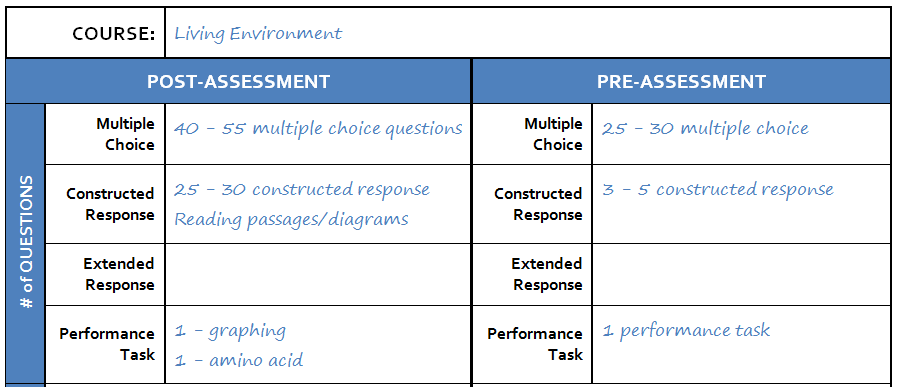 COURSE: Living Environment
POST-ASSESSMENT PRE-ASSESSMENT
# of QUESTIONS
Multiple Choice 40 - 55 multiple choice questions Multiple Choice 25 - 30 multiple choice
Constructed Response 25 - 30 constructed response Constructed Response 3 - 5 constructed response
Reading passages/diagrams
Extended Response Extended Response
Performance Task 1 - graphing Performance Task 1 performance task
1 - amino acid